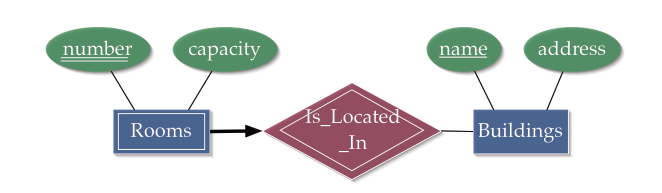 number
capacity
name
address
Rooms
Is_Located
_In
Buildings